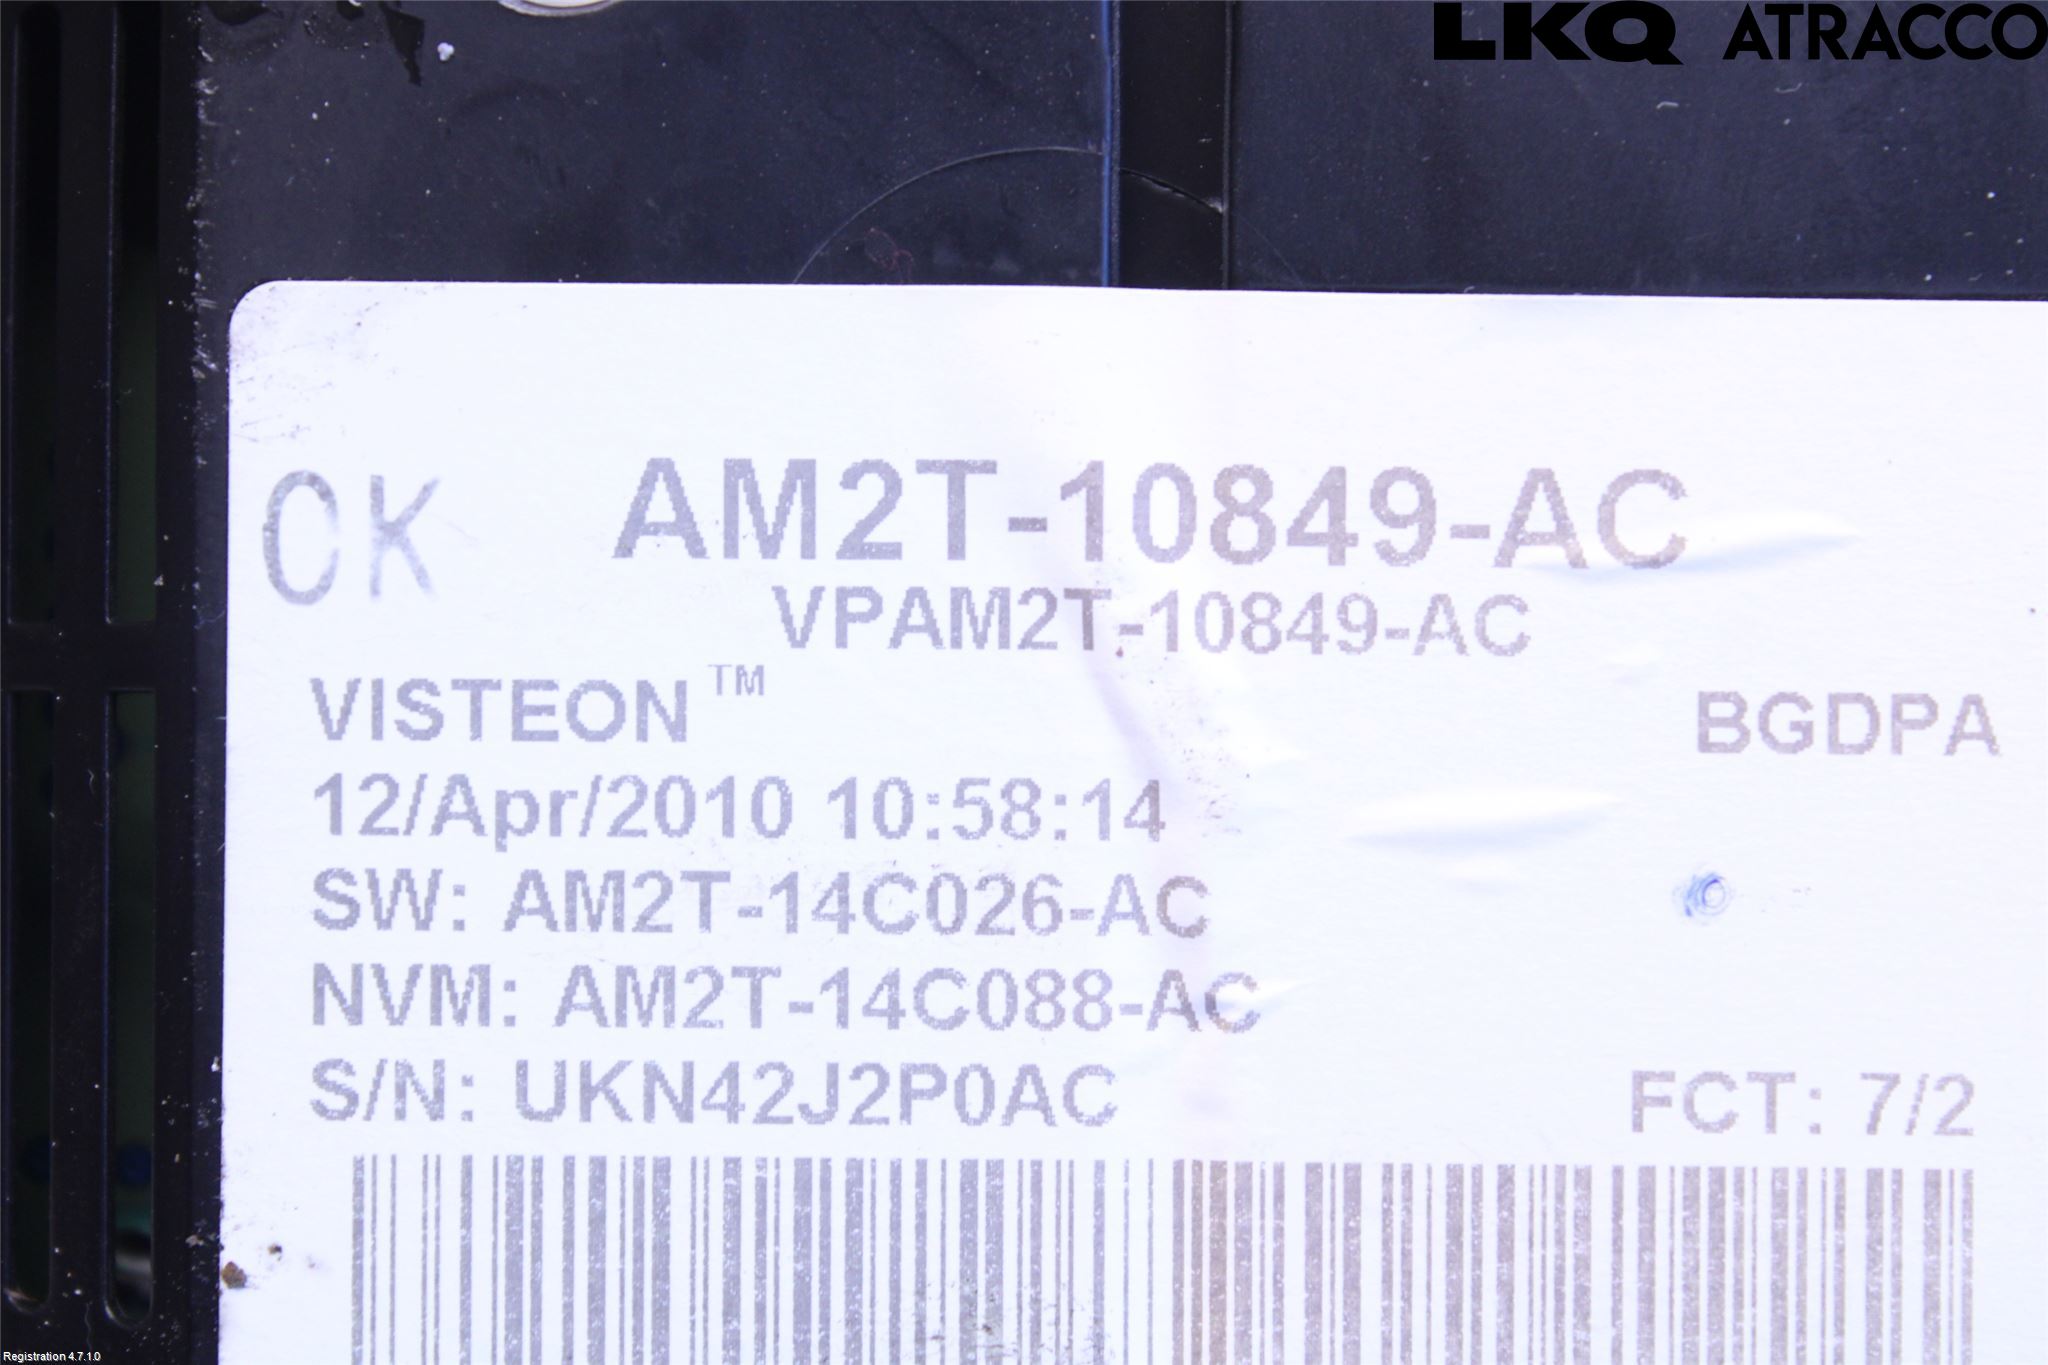 LKQ ATRACCO
OK
AM2T-10849-AC
VPAM2T-10849-AC
VISTEON™
BGDPA
12/Apr/2010 10:58:14
SW: AM2T-14C026-AC
NVM: AM2T-14C088-AC
S/N: UKN42J2P0AC
FCT: 7/2
Registration 4.7.1.0